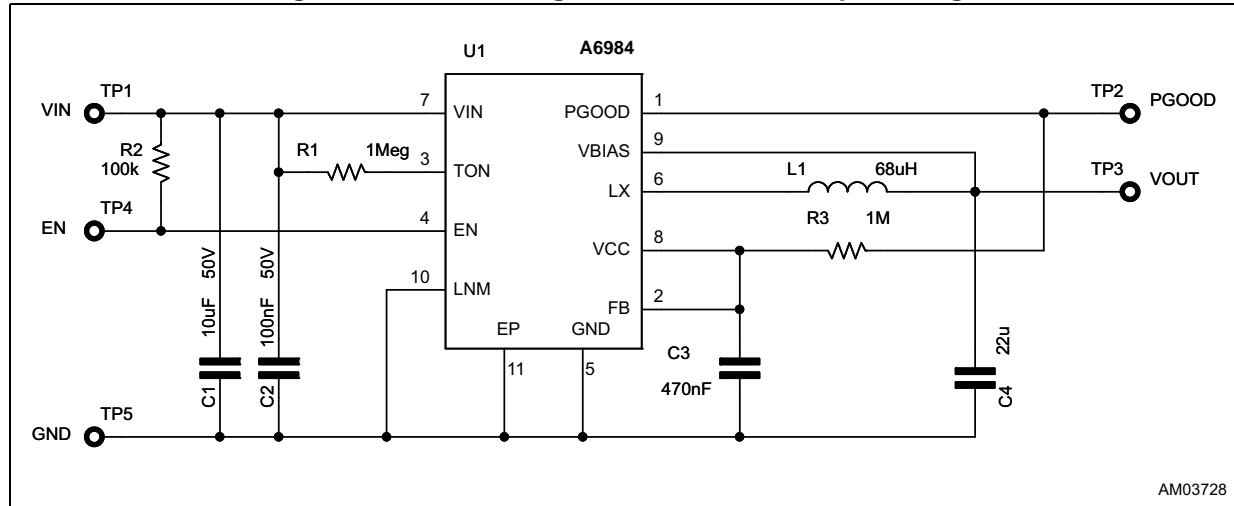 U1 A6984
VIN TP1 7 VIN PGOOD 1 TP2 PGOOD
R2 100k
R1 1Meg 3 TON
VBIAS 9
LX 6 L1 68uH TP3 VOUT
EN TP4 4 EN
VCC 8 R3 1M
10 LNM
FB 2
EP GND
11 5
C1 10uF 50V
C2 100nF 50V
C3
470nF
C4 22u
GND TP5
AM03728